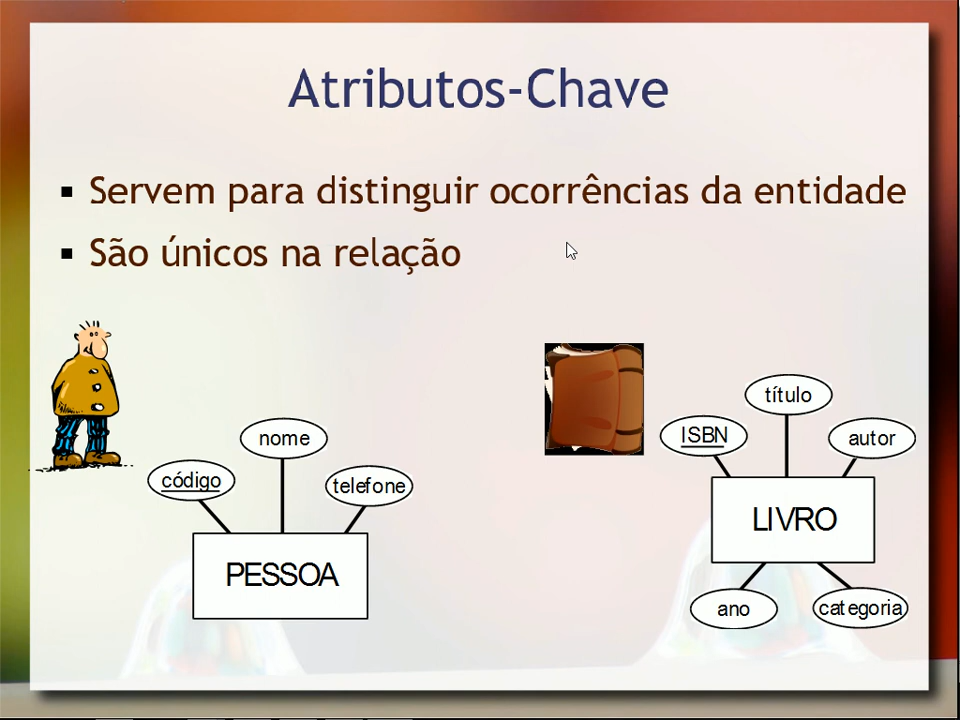 Atributos-Chave
Servem para distinguir ocorrências da entidade
São únicos na relação
código
nome
telefone
PESSOA
ISBN
título
autor
LIVRO
ano
categoria